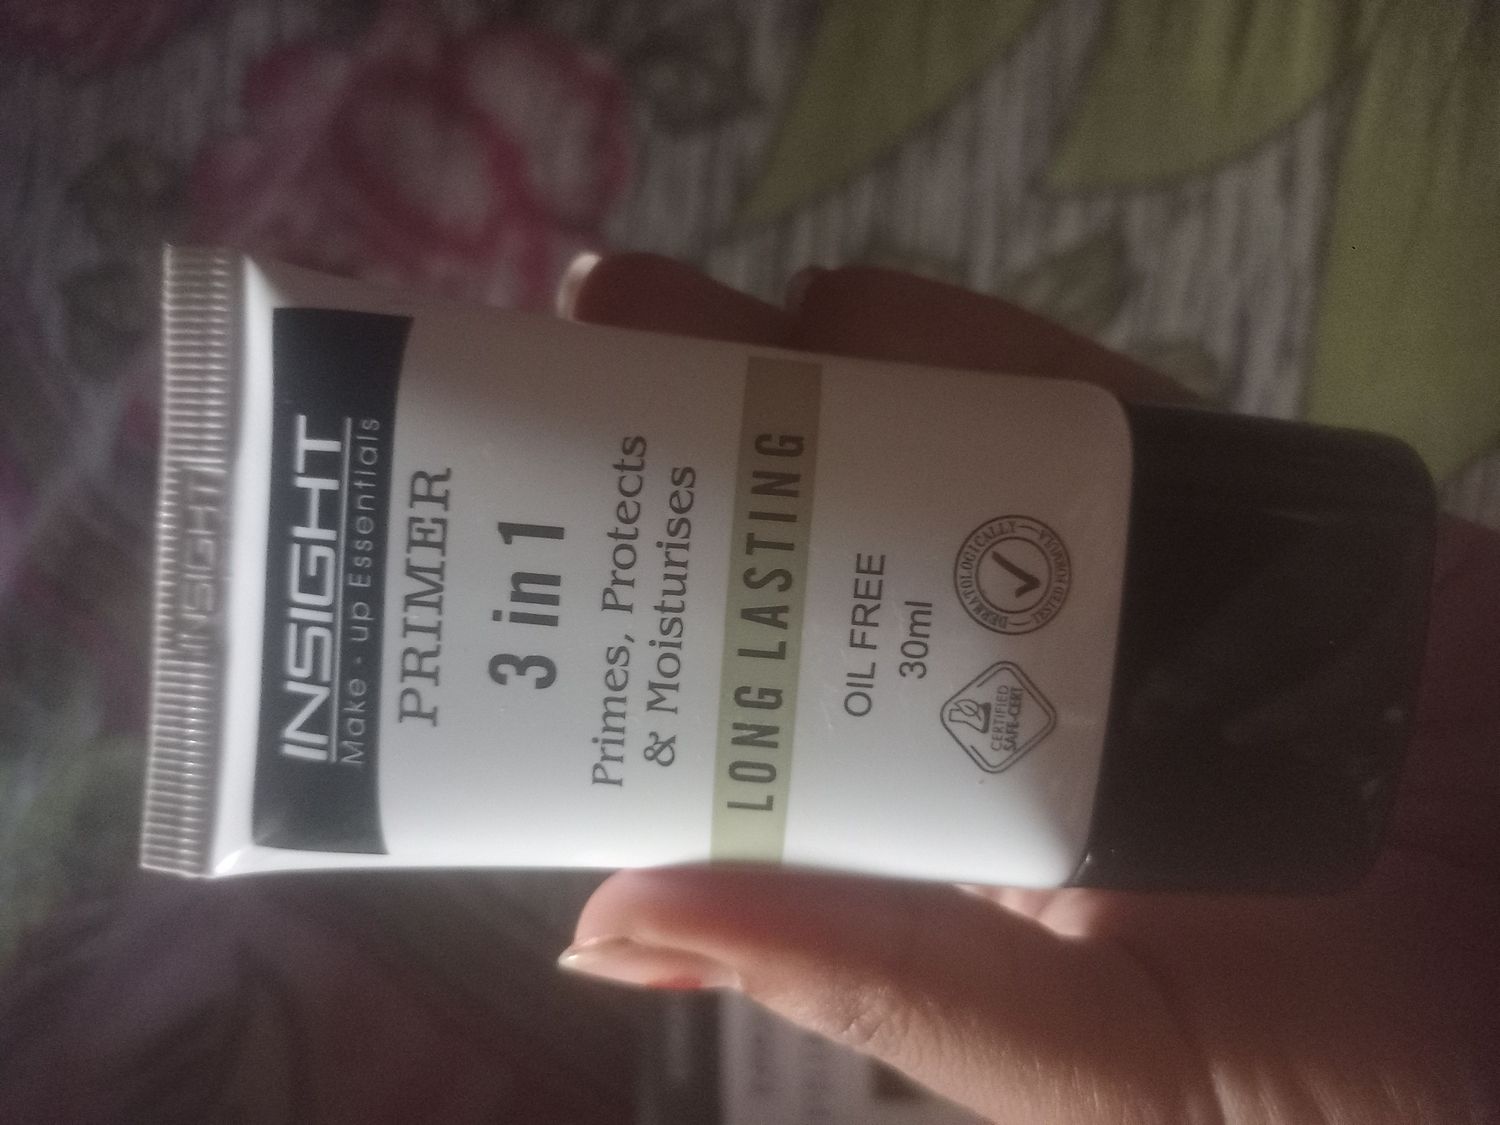 INSIGHT
INSIGHT
Make-up Essentials
PRIMER
3 in 1
Primes, Protects
& Moisturises
LONG LASTING
OIL FREE
30ml
CERTIFIED
SAFE-CERT
DERMATOLOGICALLY
TESTED FORMULA